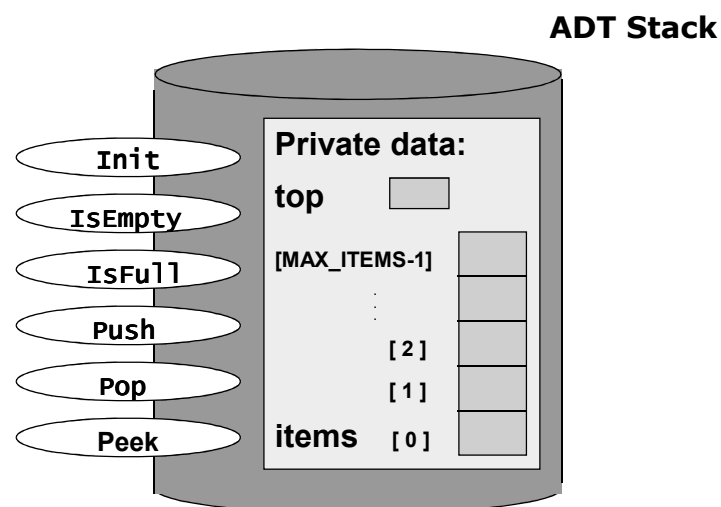 ADT Stack
Init
IsEmpty
IsFull
Push
Pop
Peek
Private data:
top
[MAX_ITEMS-1]
.
.
.
[ 2 ]
[ 1 ]
items [ 0 ]